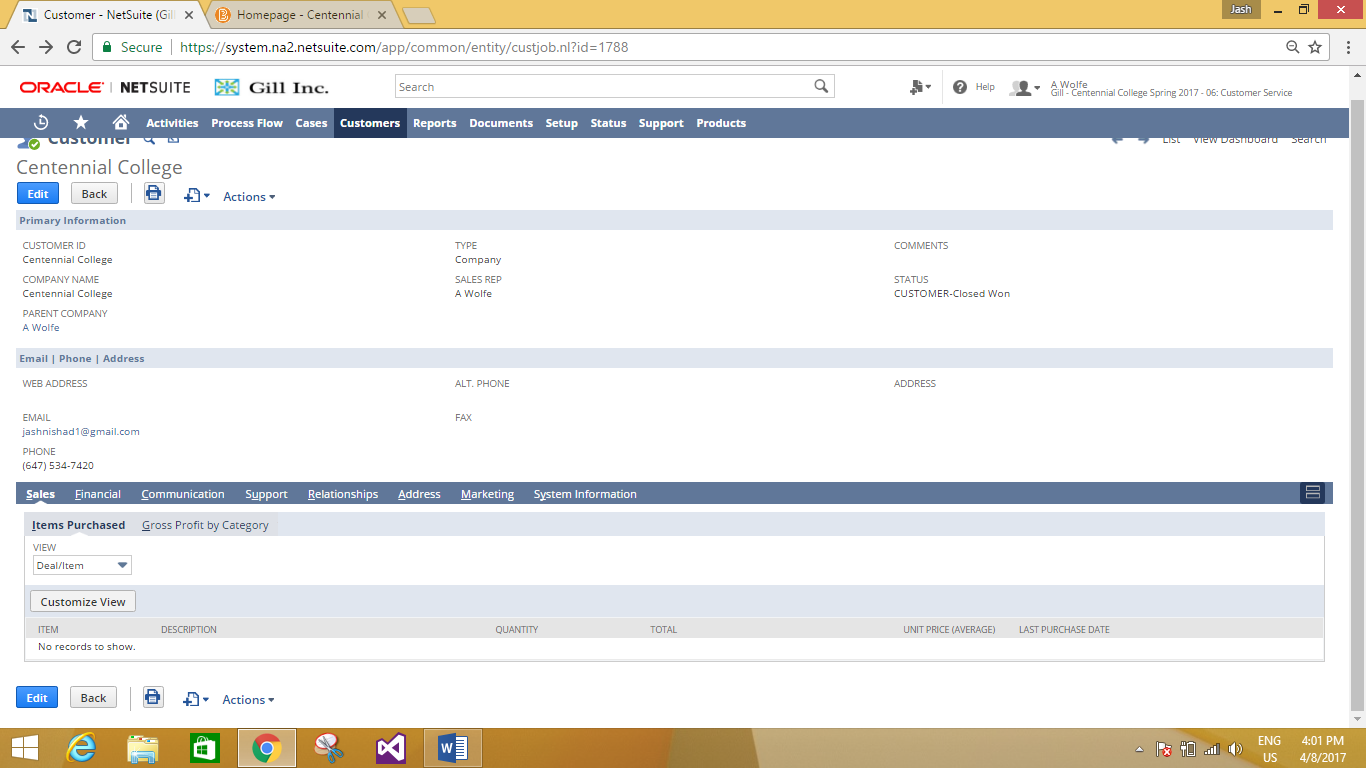 Customer - NetSuite (Gil
Homepage - Centennial
Jash
Secure
https://system.na2.netsuite.com/app/common/entity/custjob.nl?id=1788
ORACLE NETSUITE Gill Inc.
Search
Help
A Wolfe
Gill - Centennial College Spring 2017 - 06: Customer Service
Activities Process Flow Cases Customers Reports Documents Setup Status Support Products
Customer
List View Dashboard Search
Centennial College
Edit Back Actions
Primary Information
CUSTOMER ID TYPE COMMENTS
Centennial College Company
COMPANY NAME SALES REP STATUS
Centennial College A Wolfe CUSTOMER-Closed Won
PARENT COMPANY
A Wolfe
Email | Phone | Address
WEB ADDRESS ALT. PHONE ADDRESS
EMAIL FAX
jashnishad1@gmail.com
PHONE
(647) 534-7420
Sales Financial Communication Support Relationships Address Marketing System Information
Items Purchased Gross Profit by Category
VIEW
Deal/Item
Customize View
ITEM DESCRIPTION QUANTITY TOTAL UNIT PRICE (AVERAGE) LAST PURCHASE DATE
No records to show.
Edit Back Actions
ENG 4:01 PM
US 4/8/2017